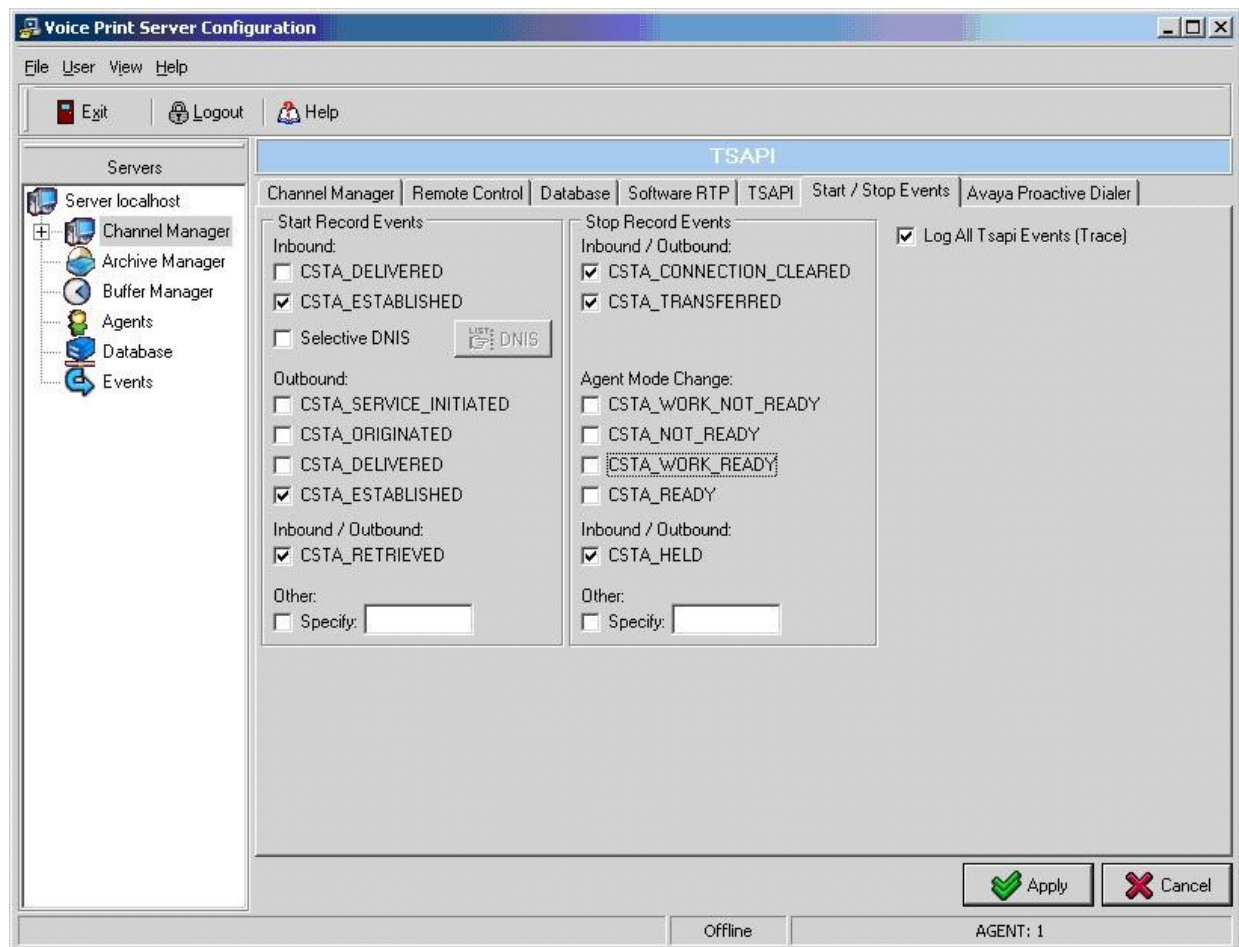 Voice Print Server Configuration
File User View Help
Exit Logout Help
Servers
Server localhost
Channel Manager
Archive Manager
Buffer Manager
Agents
Database
Events
TSAPI
Channel Manager Remote Control Database Software RTP TSAPI Start / Stop Events Avaya Proactive Dialer
Start Record Events
Inbound:
CSTA_DELIVERED
CSTA_ESTABLISHED
Selective DNIS LIST: DNIS
Outbound:
CSTA_SERVICE_INITIATED
CSTA_ORIGINATED
CSTA_DELIVERED
CSTA_ESTABLISHED
Inbound / Outbound:
CSTA_RETRIEVED
Other:
Specify:
Stop Record Events
Inbound / Outbound:
CSTA_CONNECTION_CLEARED
CSTA_TRANSFERRED
Agent Mode Change:
CSTA_WORK_NOT_READY
CSTA_NOT_READY
CSTA_WORK_READY
CSTA_READY
Inbound / Outbound:
CSTA_HELD
Other:
Specify:
Log All Tsapi Events (Trace)
Apply Cancel
Offline AGENT: 1